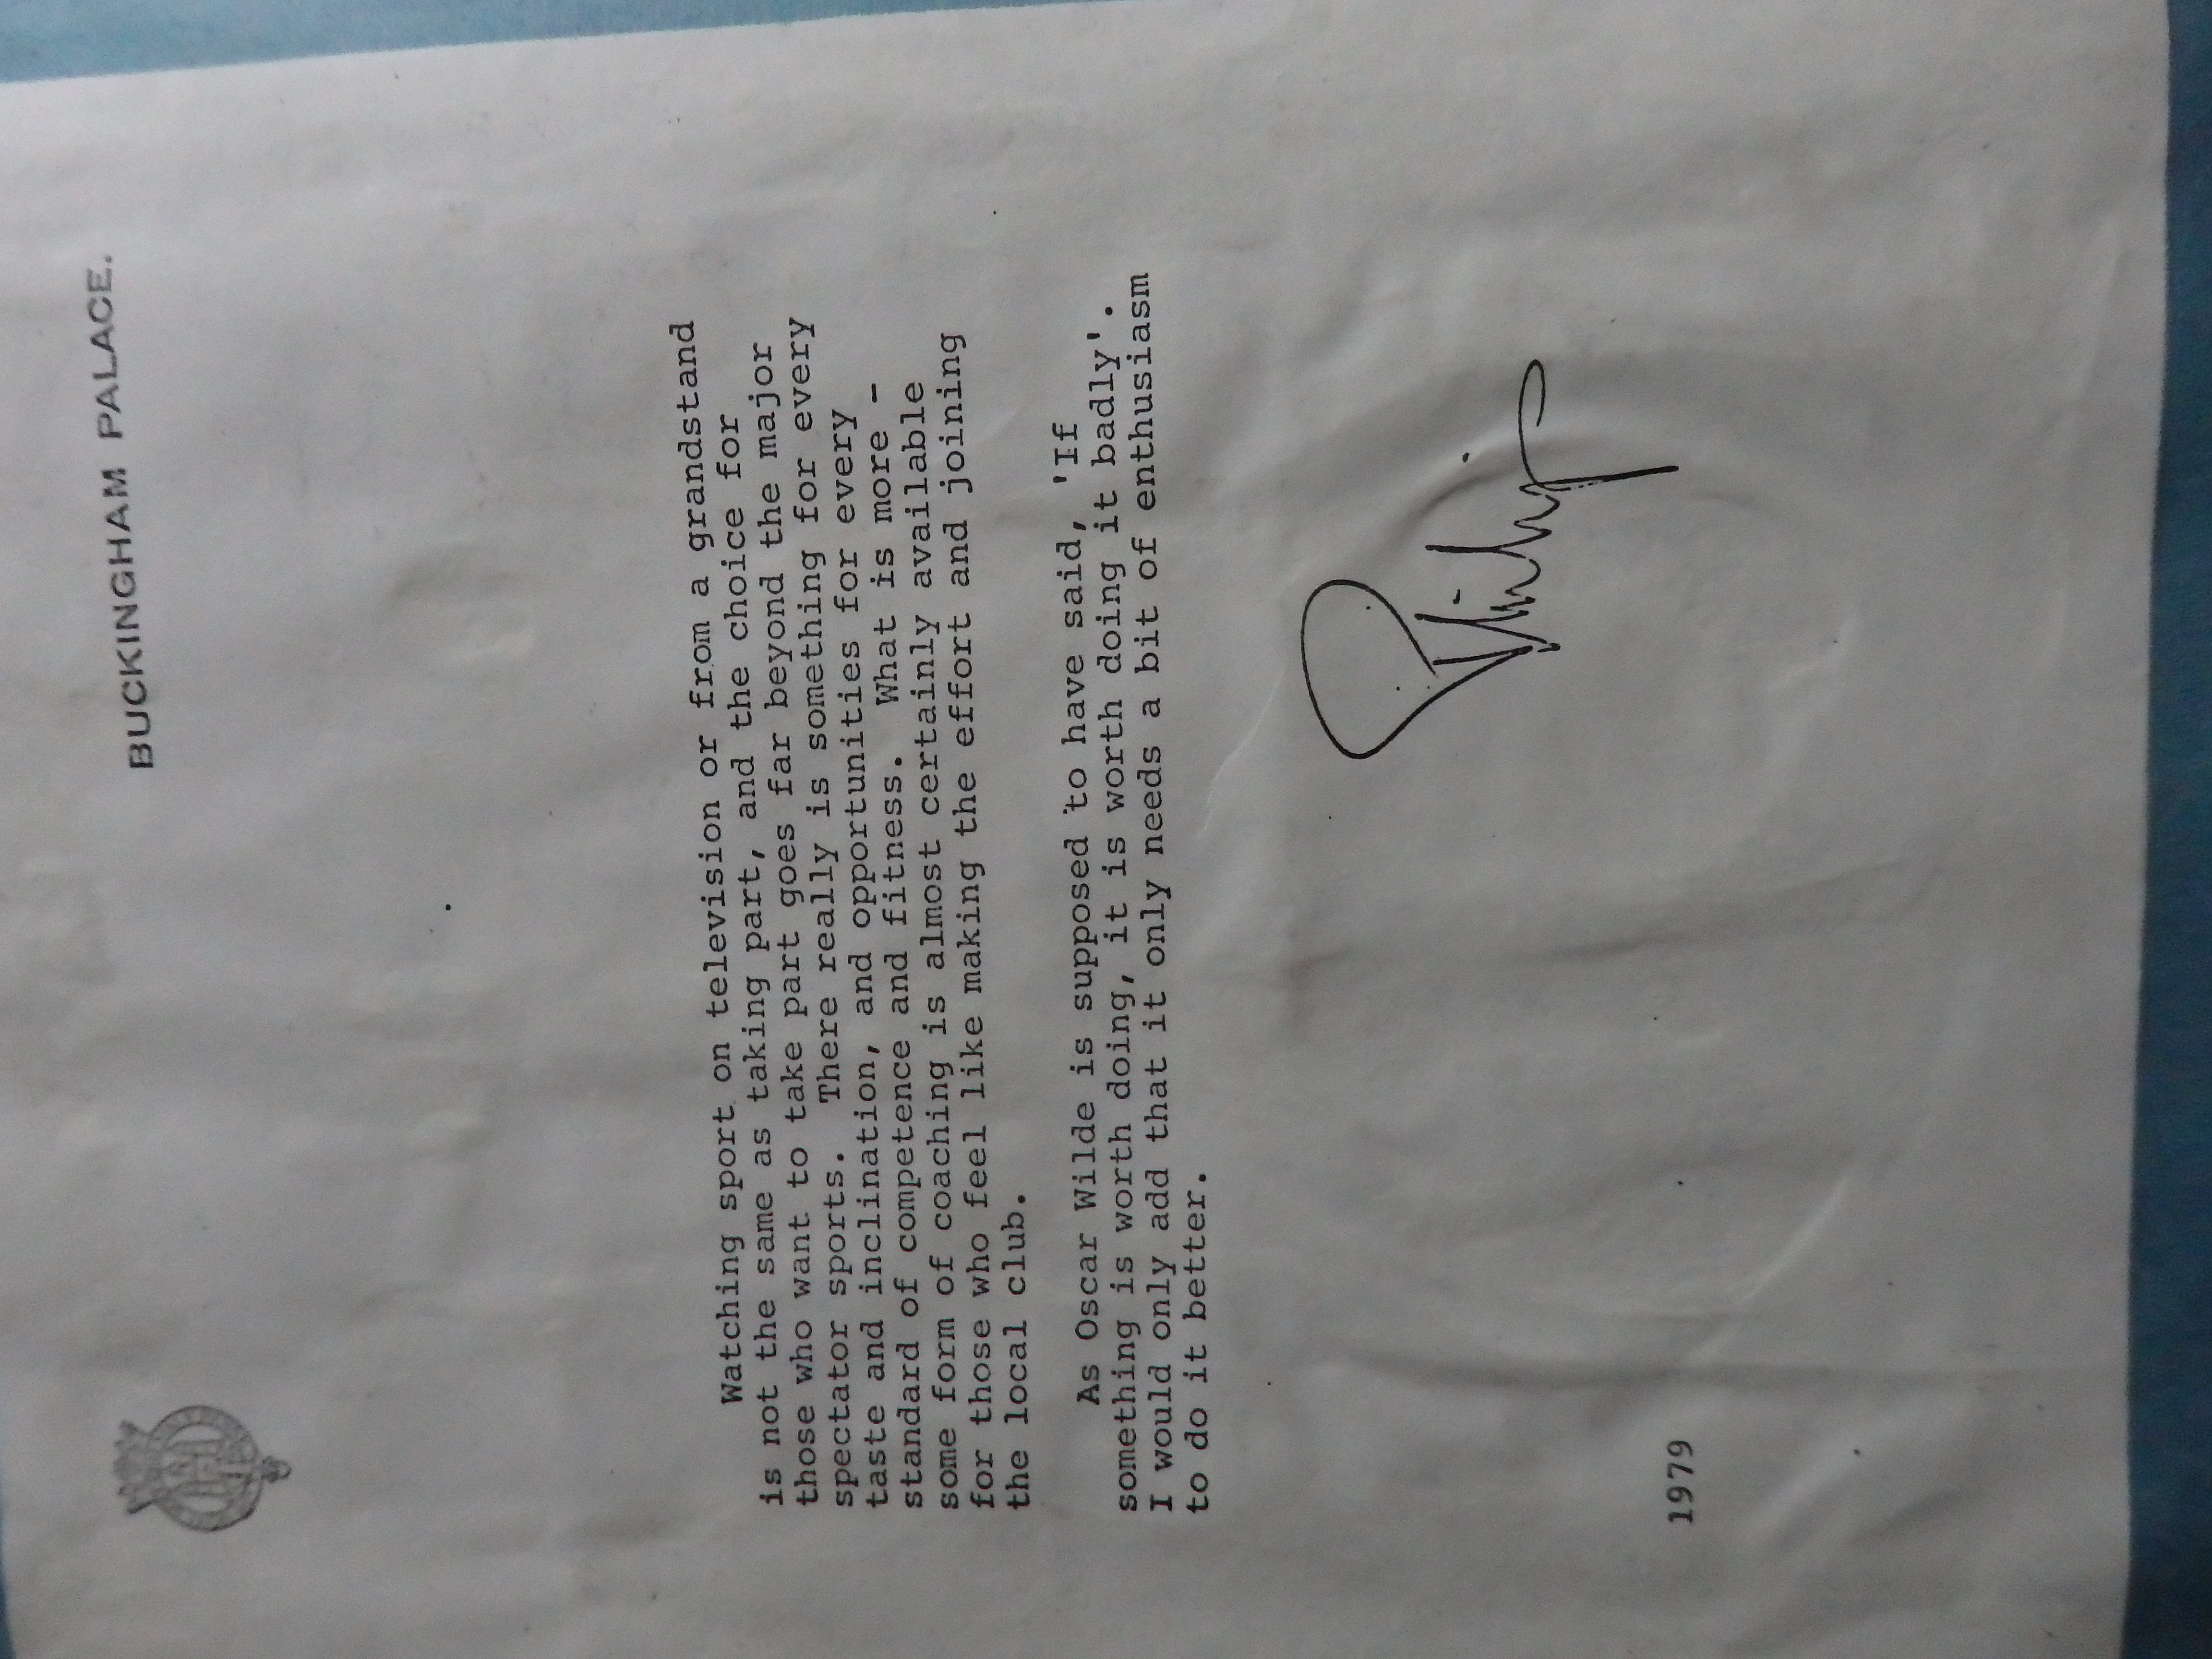 BUCKINGHAM PALACE.
Watching sport on television or from a grandstand
is not the same as taking part, and the choice for
those who want to take part goes far beyond the major
spectator sports. There really is something for every
taste and inclination, and opportunities for every
standard of competence and fitness. What is more -
some form of coaching is almost certainly available
for those who feel like making the effort and joining
the local club.
As Oscar Wilde is supposed to have said, 'If
something is worth doing, it is worth doing it badly'.
I would only add that it only needs a bit of enthusiasm
to do it better.
Philip
1979